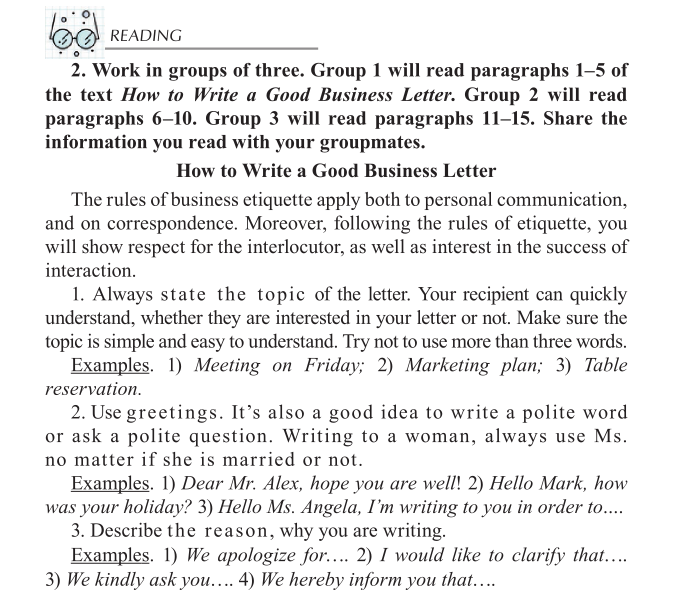 READING
2. Work in groups of three. Group 1 will read paragraphs 1–5 of
the text How to Write a Good Business Letter. Group 2 will read
paragraphs 6–10. Group 3 will read paragraphs 11–15. Share the
information you read with your groupmates.
How to Write a Good Business Letter
The rules of business etiquette apply both to personal communication,
and on correspondence. Moreover, following the rules of etiquette, you
will show respect for the interlocutor, as well as interest in the success of
interaction.
1. Always state the topic of the letter. Your recipient can quickly
understand, whether they are interested in your letter or not. Make sure the
topic is simple and easy to understand. Try not to use more than three words.
Examples. 1) Meeting on Friday; 2) Marketing plan; 3) Table
reservation.
2. Use greetings. It’s also a good idea to write a polite word
or ask a polite question. Writing to a woman, always use Ms.
no matter if she is married or not.
Examples. 1) Dear Mr. Alex, hope you are well! 2) Hello Mark, how
was your holiday? 3) Hello Ms. Angela, I’m writing to you in order to....
3. Describe the reason, why you are writing.
Examples. 1) We apologize for…. 2) I would like to clarify that….
3) We kindly ask you…. 4) We hereby inform you that….